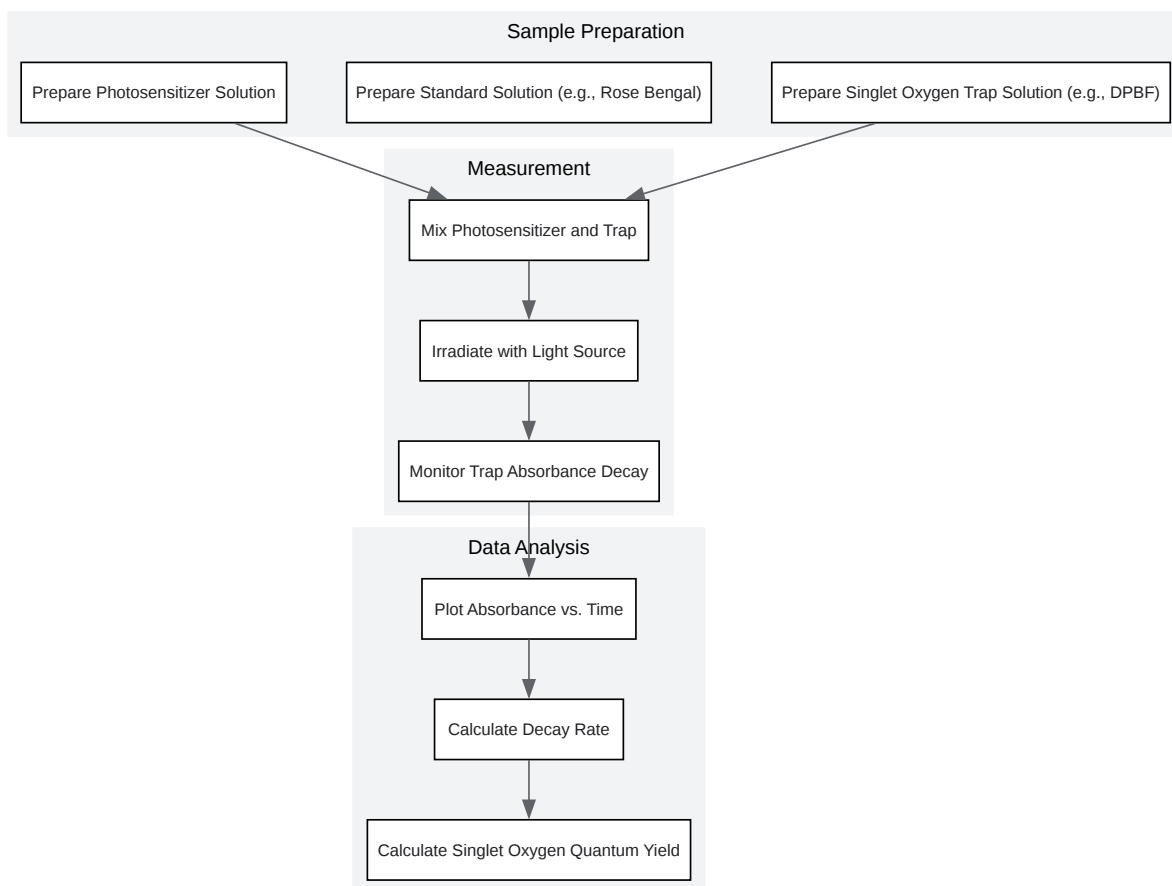 Sample Preparation
Prepare Photosensitizer Solution
Prepare Standard Solution (e.g., Rose Bengal)
Prepare Singlet Oxygen Trap Solution (e.g., DPBF)
Measurement
Mix Photosensitizer and Trap
Irradiate with Light Source
Monitor Trap Absorbance Decay
Data Analysis
Plot Absorbance vs. Time
Calculate Decay Rate
Calculate Singlet Oxygen Quantum Yield